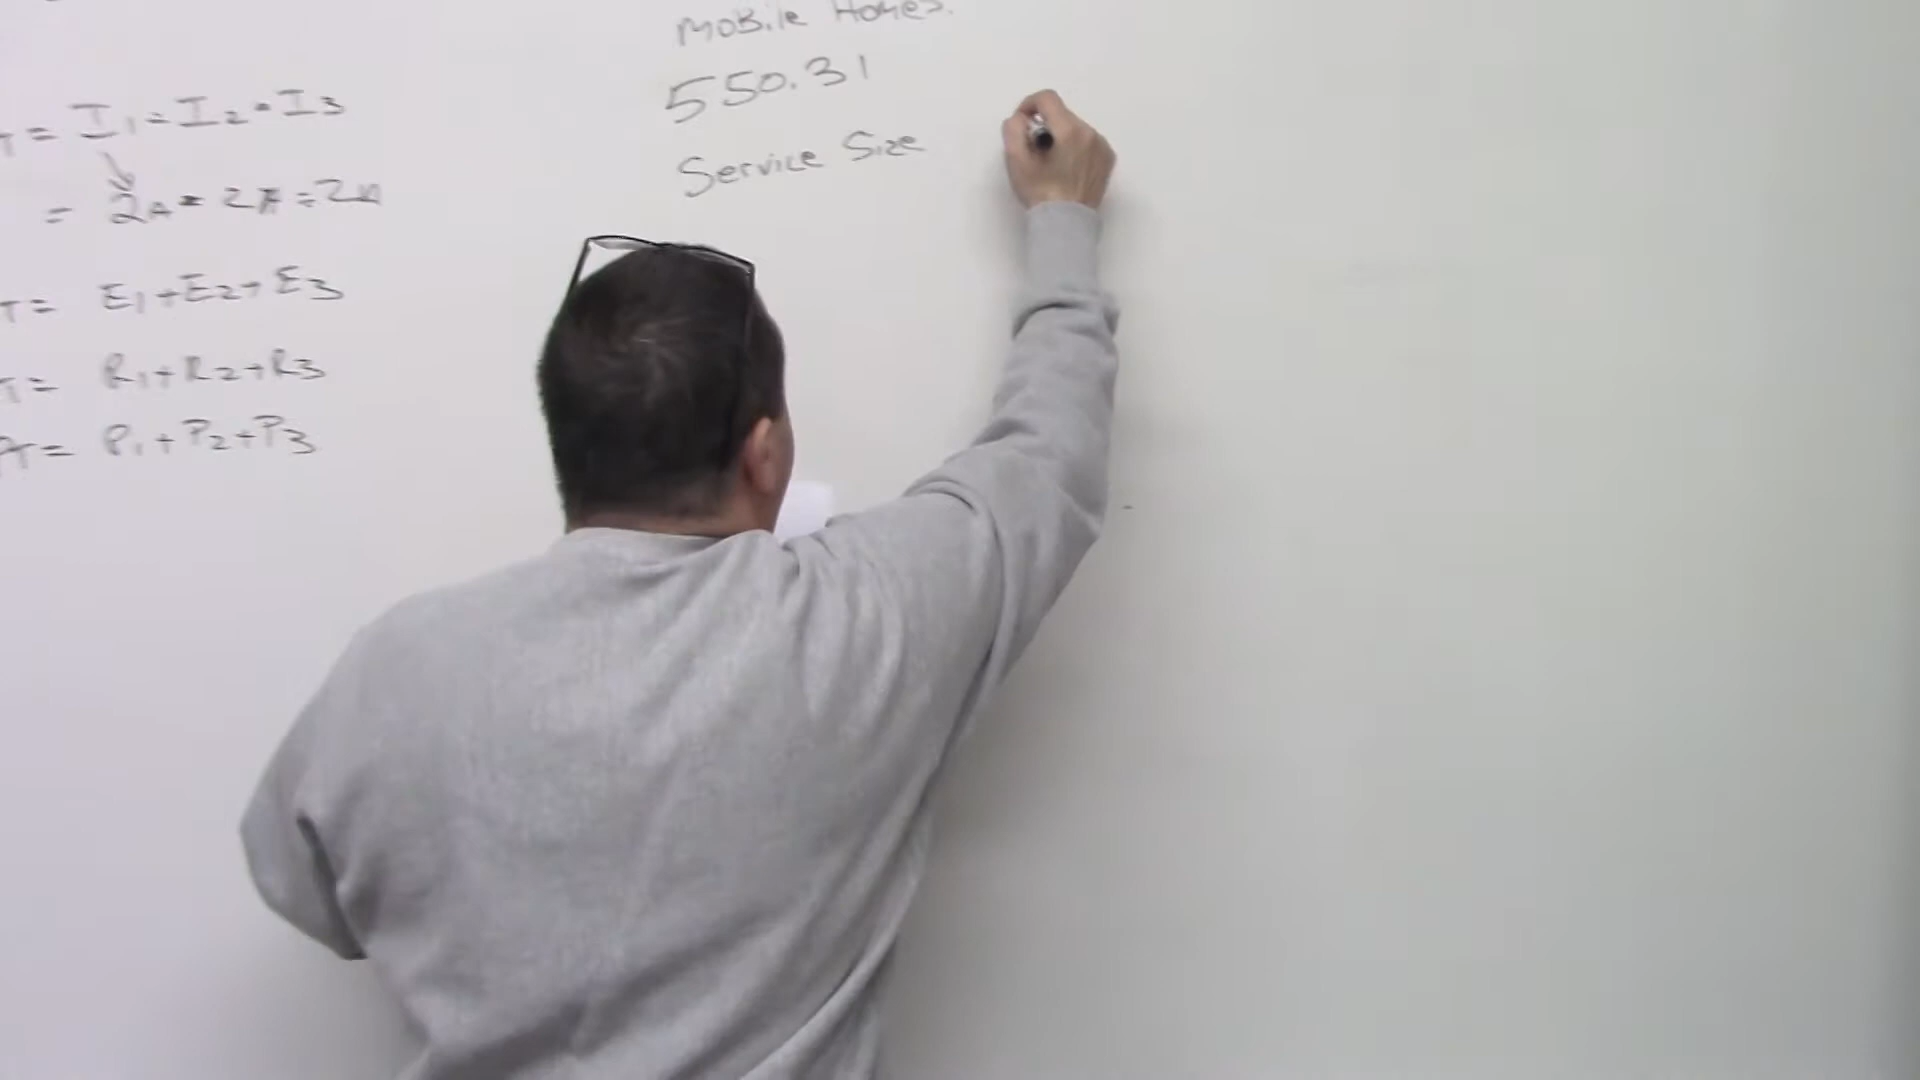 T = I1 = I2 = I3
= 2A = 2A = 2A
T = E1 + E2 + E3
T = R1 + R2 + R3
PT = P1 + P2 + P3
Mobile Homes.
550.31
Service Size